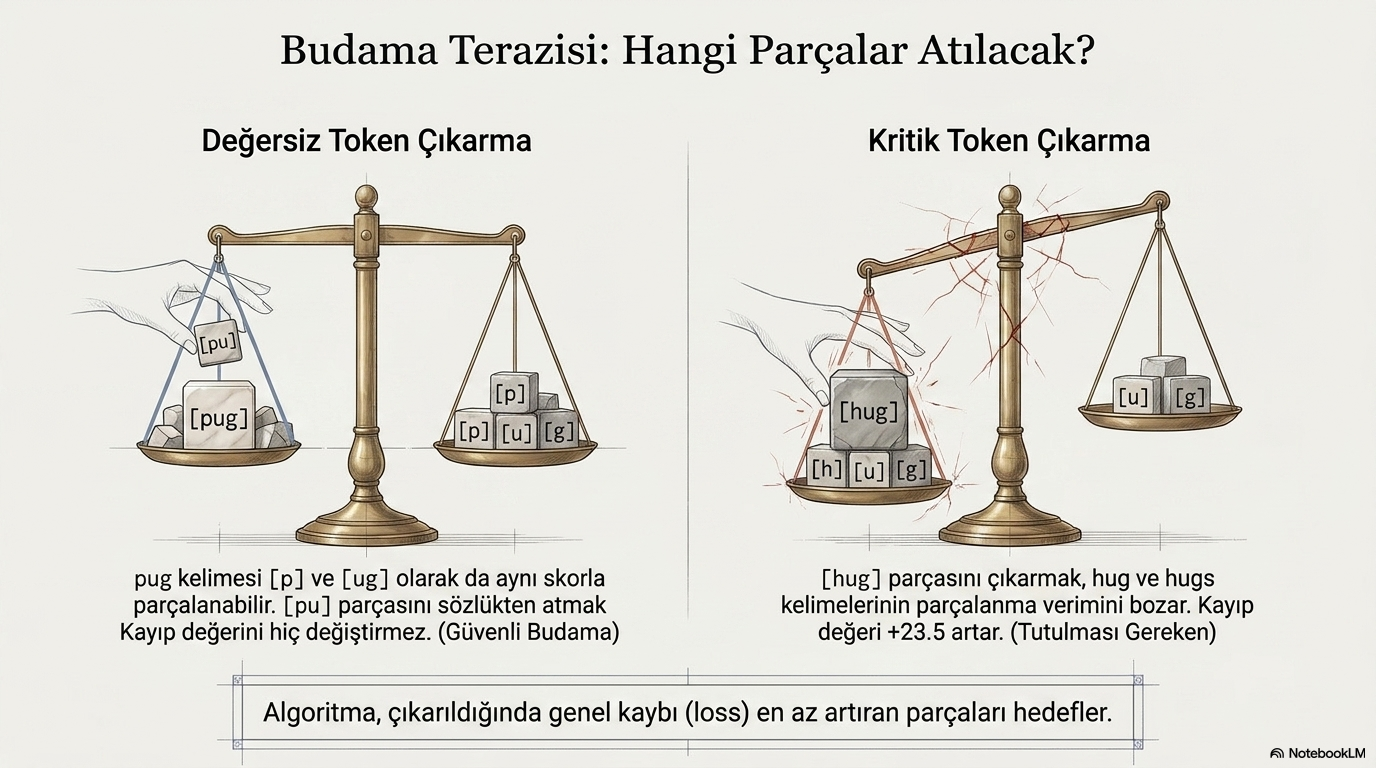 Budama Terazisi: Hangi Parçalar Atılacak?
Değersiz Token Çıkarma
[pu]
[pug]
[p]
[p] [u] [g]
pug kelimesi [p] ve [ug] olarak da aynı skorla
parçalanabilir. [pu] parçasını sözlükten atmak
Kayıp değerini hiç değiştirmez. (Güvenli Budama)
Kritik Token Çıkarma
[hug]
[h] [u] [g]
[u] [g]
[hug] parçasını çıkarmak, hug ve hugs
kelimelerinin parçalanma verimini bozar. Kayıp
değeri +23.5 artar. (Tutulması Gereken)
Algoritma, çıkarıldığında genel kaybı (loss) en az artıran parçaları hedefler.
NotebookLM